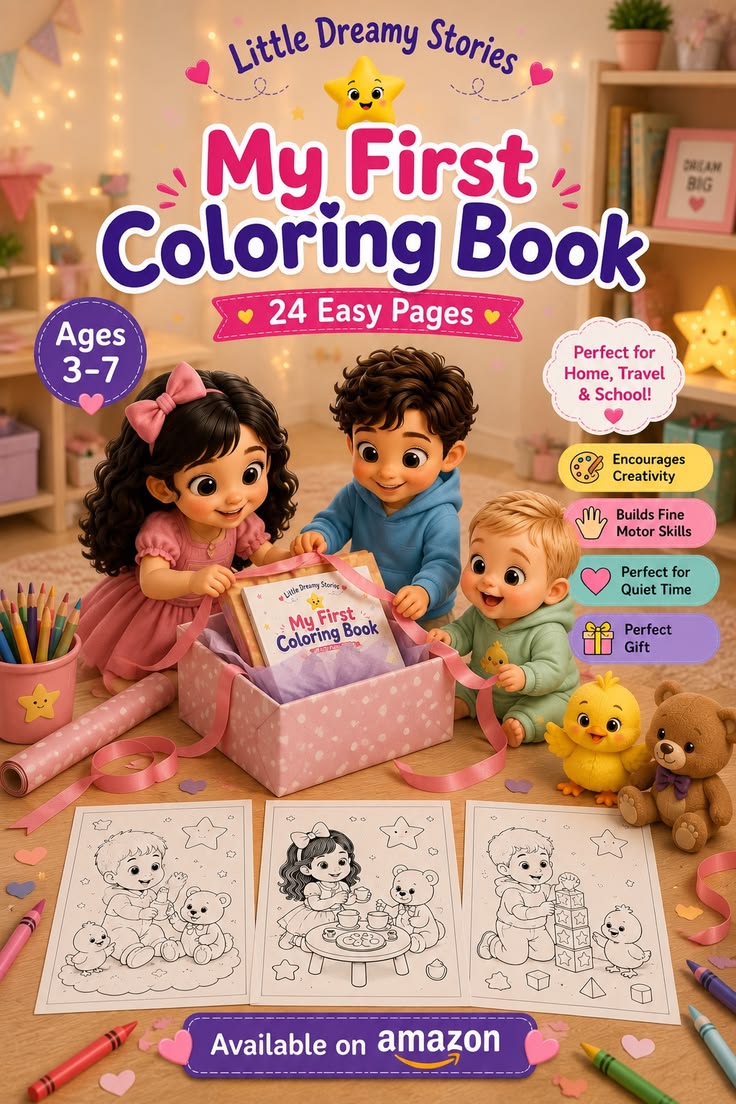 Little Dreamy Stories
My First
Coloring Book
24 Easy Pages
Ages
3-7
Perfect for
Home, Travel
& School!
DREAM
BIG
Encourages
Creativity
Builds Fine
Motor Skills
Perfect for
Quiet Time
Perfect
Gift
Little Dreamy Stories
My First
Coloring Book
Available on amazon